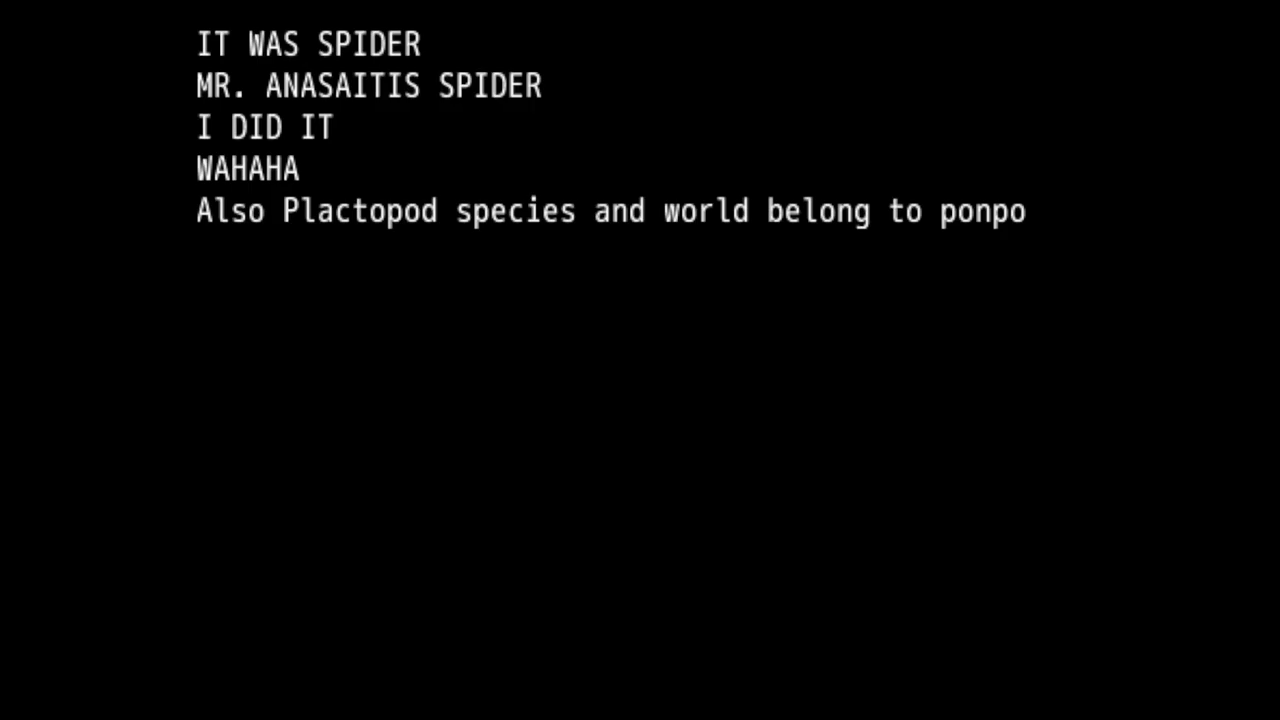 IT WAS SPIDER
MR. ANASAITIS SPIDER
I DID IT
WAHAHA
Also Plactopod species and world belong to ponpo